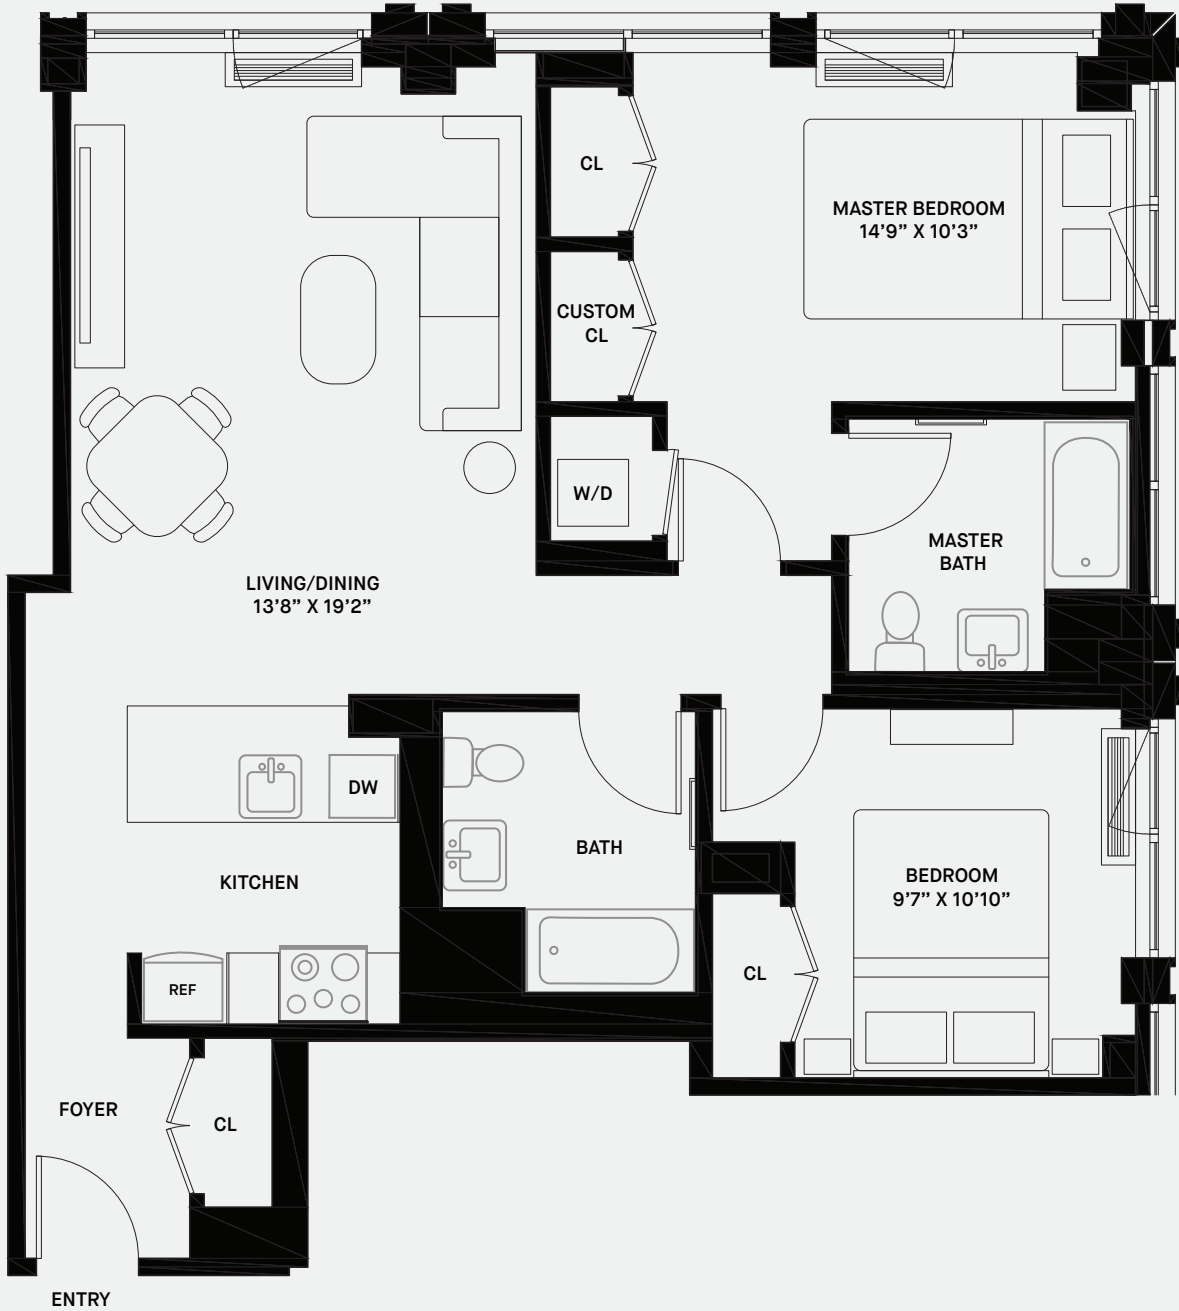 CL
MASTER BEDROOM
14’9” X 10’3”
CUSTOM
CL
W/D
MASTER
BATH
LIVING/DINING
13’8” X 19’2”
DW
BATH
KITCHEN
BEDROOM
9’7” X 10’10”
CL
REF
FOYER
CL
ENTRY